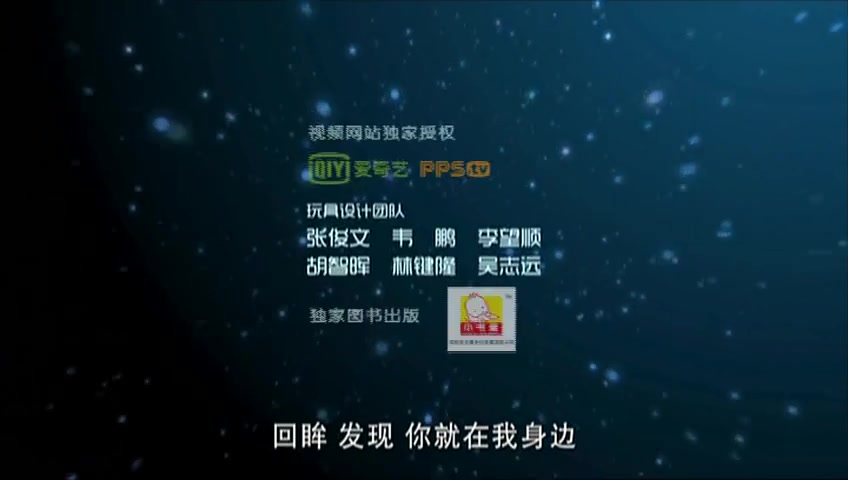 视频网站独家授权
QIY 爱奇艺 PPS tv
玩具设计团队
张俊文 韦 鹏 李望顺
胡智晖 林键隆 吴志远
独家图书出版
小书童
回眸 发现 你就在我身边